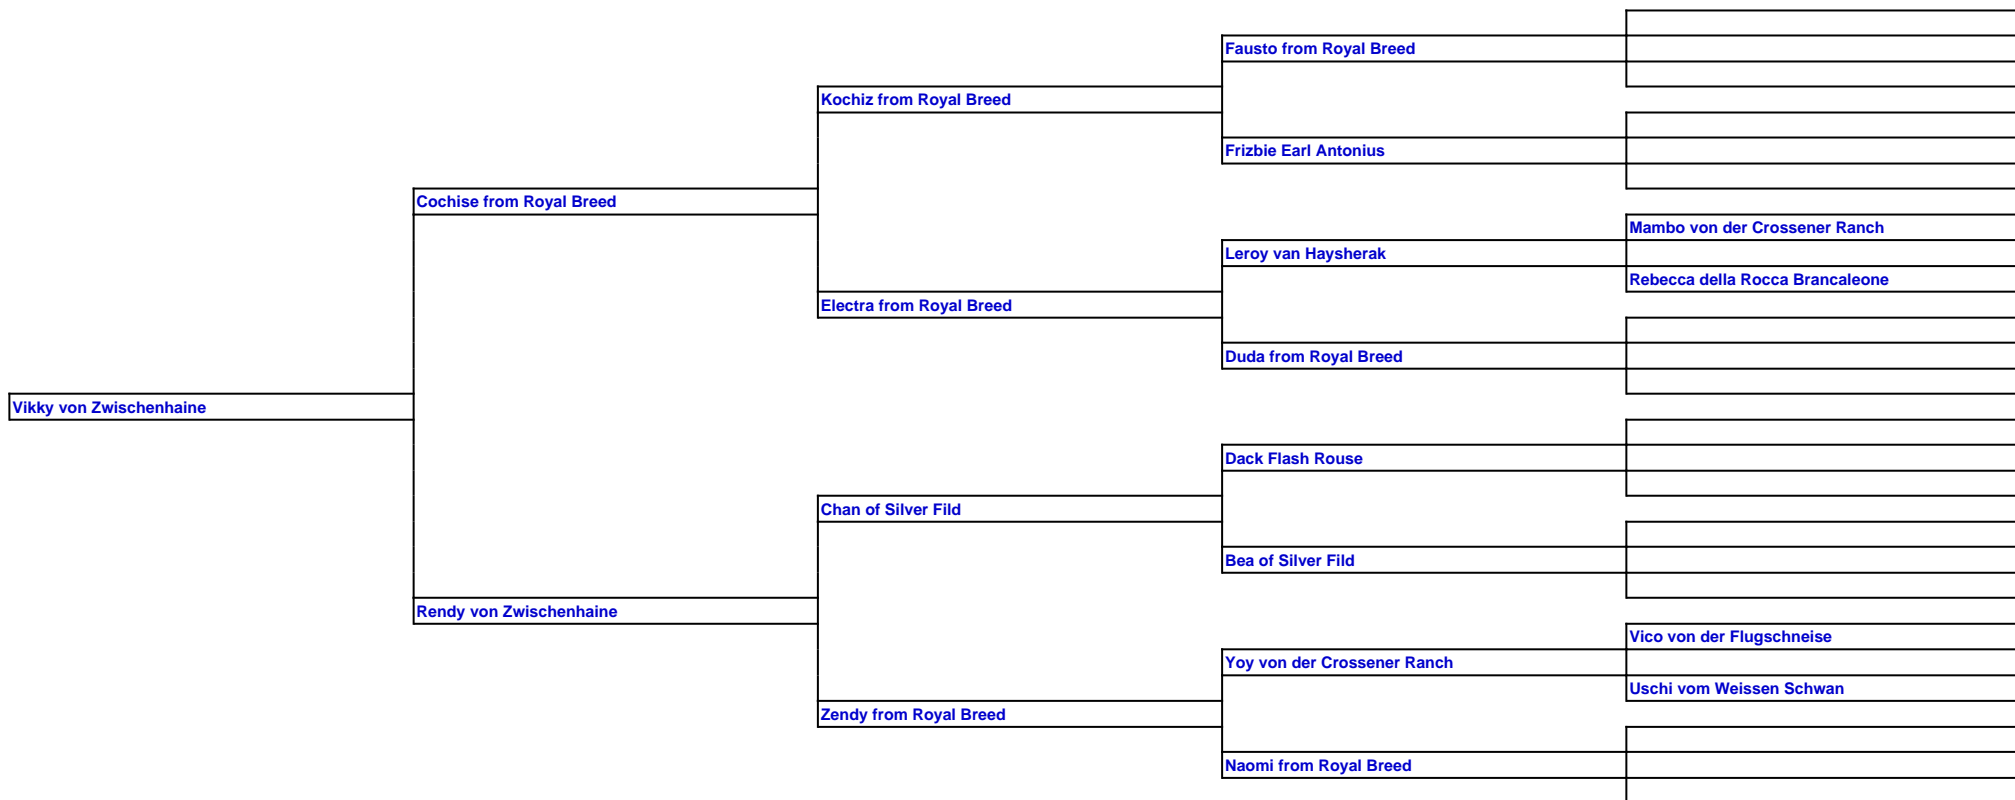 Fausto from Royal Breed
Kochiz from Royal Breed
Frizbie Earl Antonius
Cochise from Royal Breed
Mambo von der Crossener Ranch
Leroy van Haysherak
Rebecca della Rocca Brancaleone
Electra from Royal Breed
Duda from Royal Breed
Vikky von Zwischenhaine
Dack Flash Rouse
Chan of Silver Fild
Bea of Silver Fild
Rendy von Zwischenhaine
Vico von der Flugschneise
Yoy von der Crossener Ranch
Uschi vom Weissen Schwan
Zendy from Royal Breed
Naomi from Royal Breed